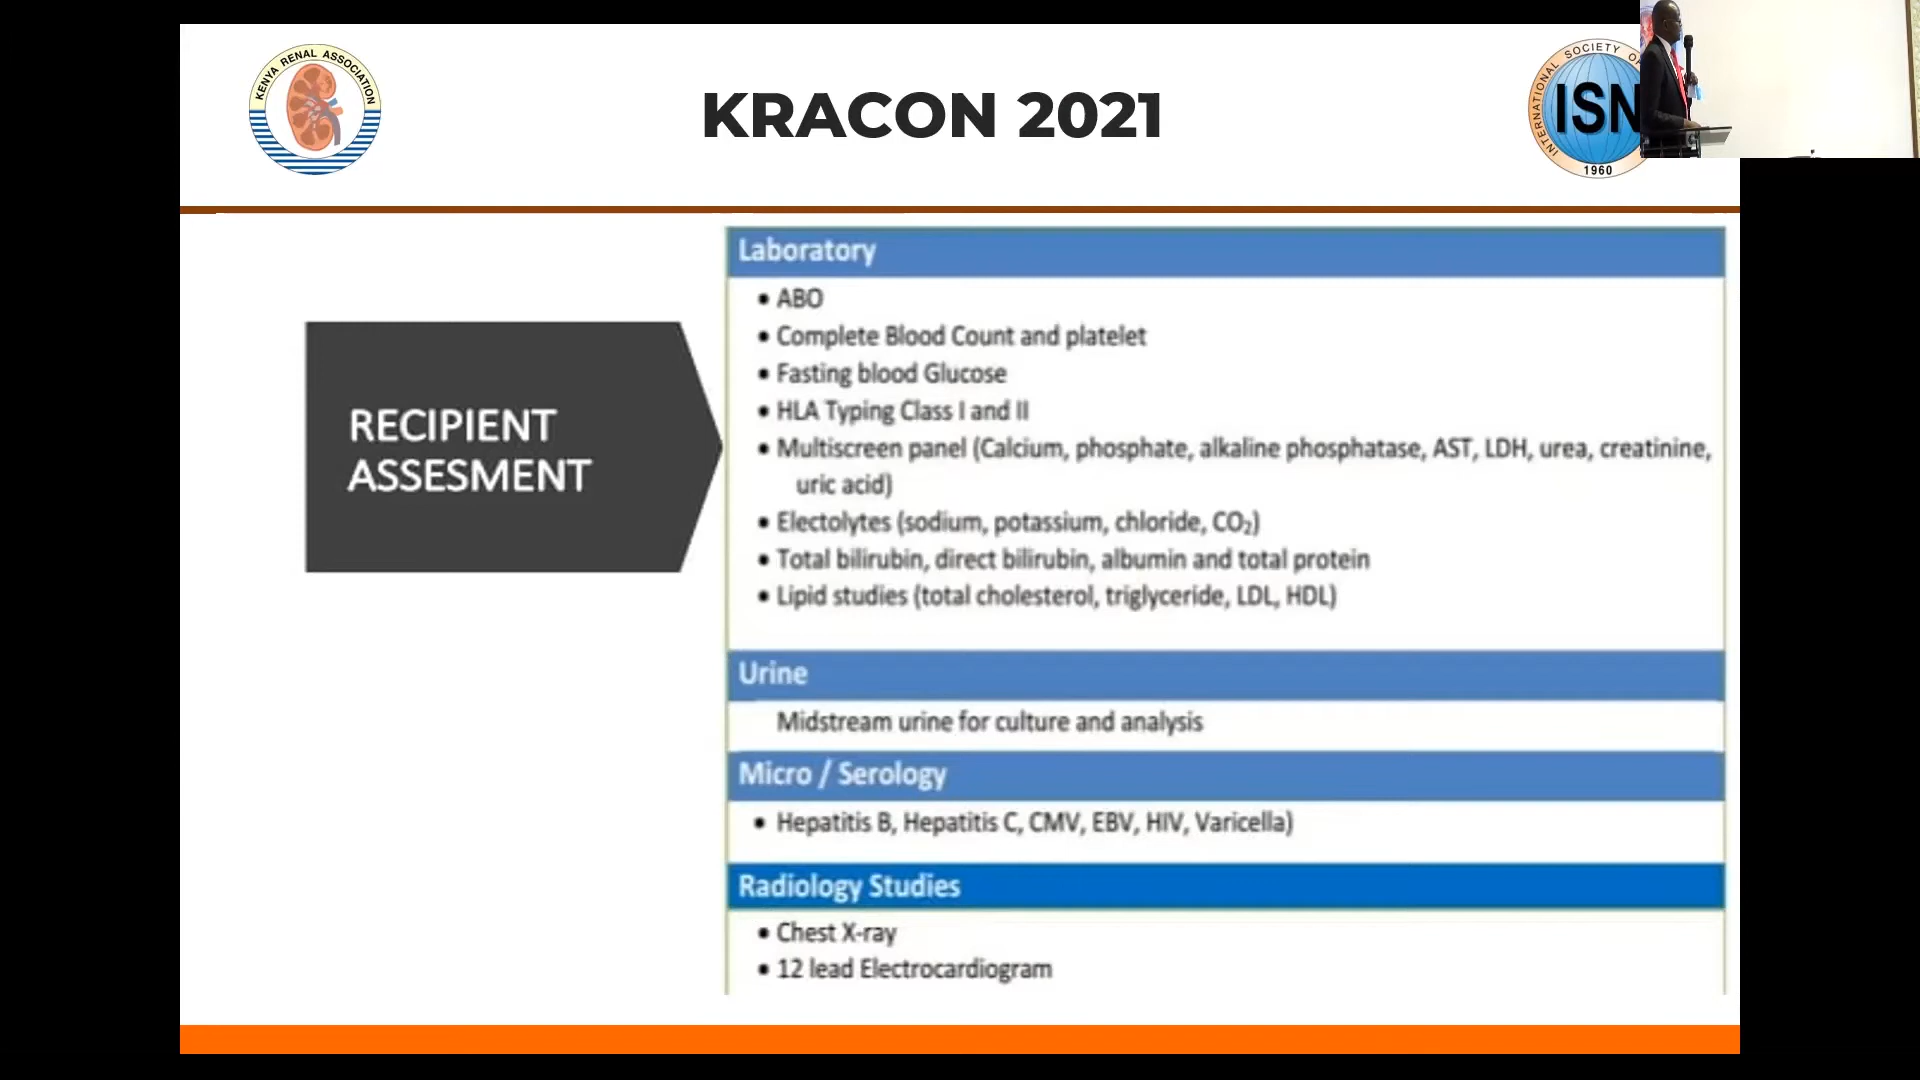 KENYA RENAL ASSOCIATION
KRACON 2021
INTERNATIONAL SOCIETY
ISN
1960
RECIPIENT
ASSESMENT
Laboratory
• ABO
• Complete Blood Count and platelet
• Fasting blood Glucose
• HLA Typing Class I and II
• Multiscreen panel (Calcium, phosphate, alkaline phosphatase, AST, LDH, urea, creatinine,
uric acid)
• Electolytes (sodium, potassium, chloride, CO₂)
• Total bilirubin, direct bilirubin, albumin and total protein
• Lipid studies (total cholesterol, triglyceride, LDL, HDL)
Urine
Midstream urine for culture and analysis
Micro / Serology
• Hepatitis B, Hepatitis C, CMV, EBV, HIV, Varicella)
Radiology Studies
• Chest X-ray
• 12 lead Electrocardiogram